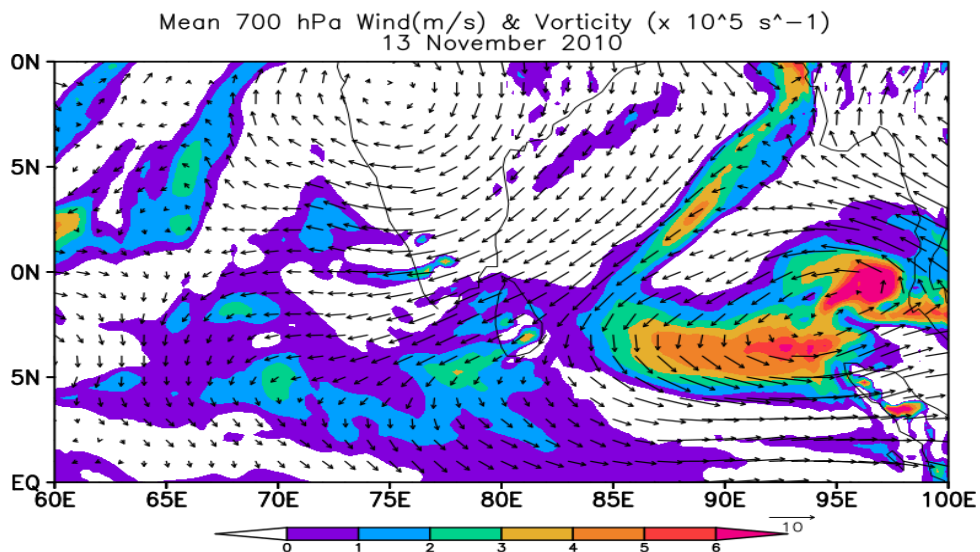 Mean 700 hPa Wind(m/s) & Vorticity (x 10^5 s^-1)
13 November 2010
0N
5N
0N
5N
EQ
60E 65E 70E 75E 80E 85E 90E 95E 100E
10
0 1 2 3 4 5 6